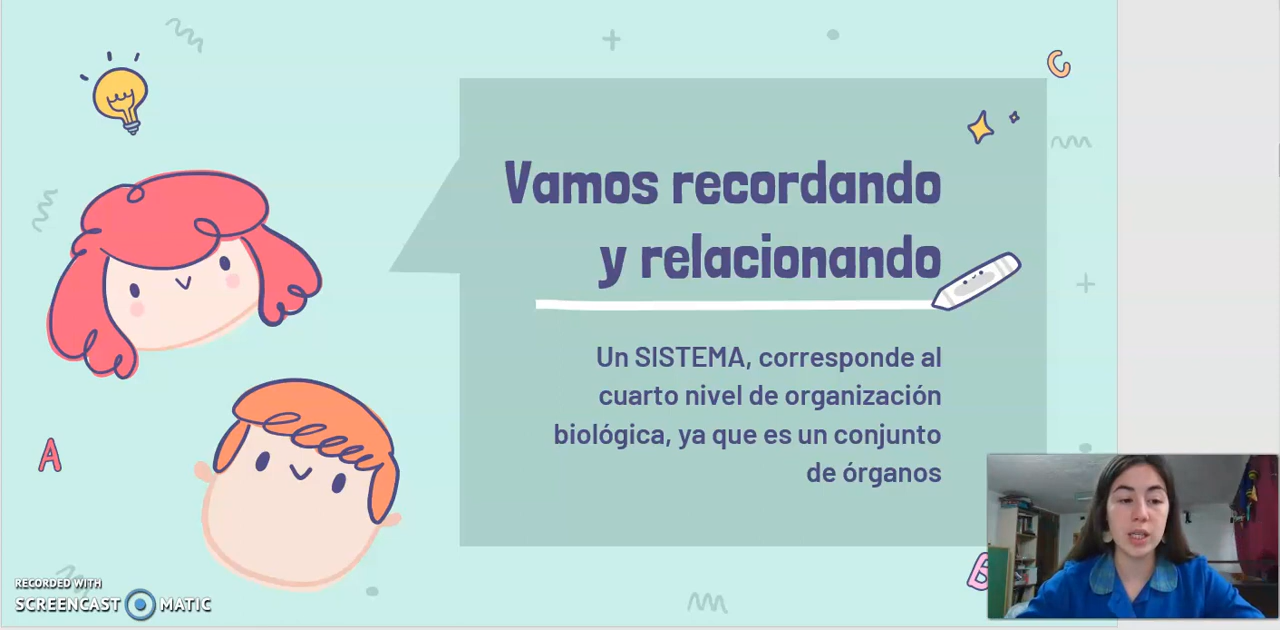 C
Vamos recordando
y relacionando
Un SISTEMA, corresponde al
cuarto nivel de organización
biológica, ya que es un conjunto
de órganos
A
B
RECORDED WITH
SCREENCAST MATIC